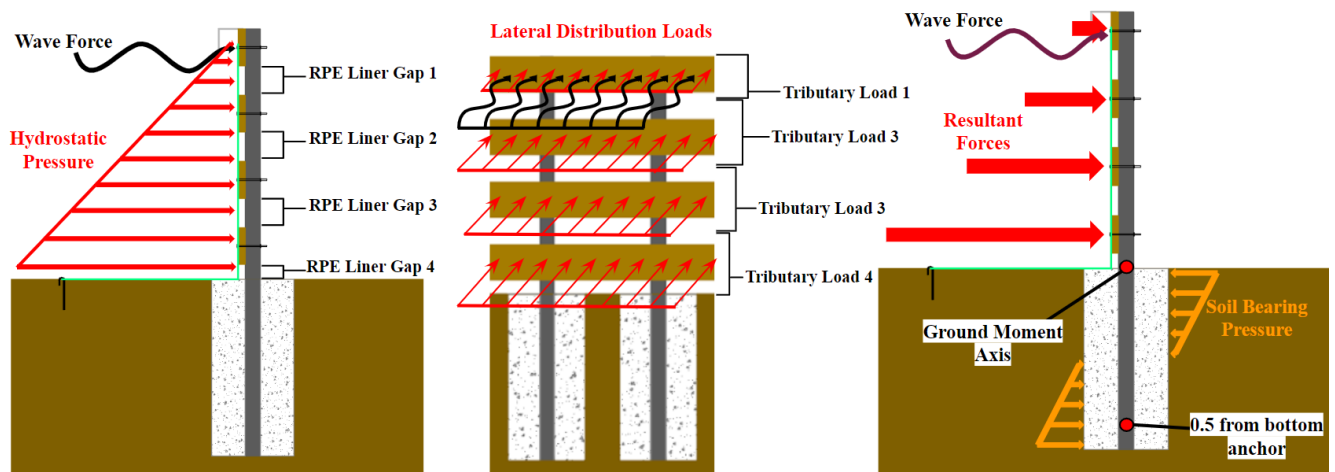 Wave Force
RPE Liner Gap 1
Hydrostatic
Pressure
RPE Liner Gap 2
RPE Liner Gap 3
RPE Liner Gap 4
Lateral Distribution Loads
Tributary Load 1
Tributary Load 3
Tributary Load 3
Tributary Load 4
Wave Force
Resultant
Forces
Ground Moment
Axis
Soil Bearing
Pressure
0.5 from bottom
anchor